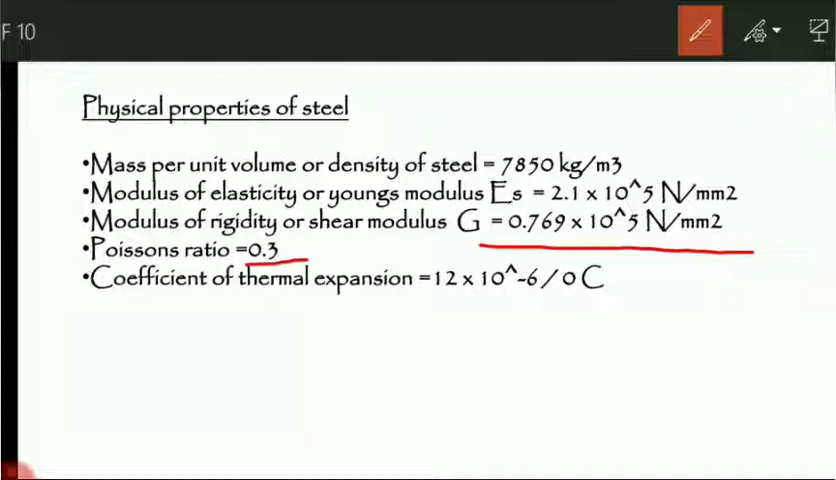 F 10
Physical properties of steel
•Mass per unit volume or density of steel = 7850 kg/m3
•Modulus of elasticity or youngs modulus Es = 2.1 x 10^5 N/mm2
•Modulus of rigidity or shear modulus G = 0.769 x 10^5 N/mm2
•Poissons ratio =0.3
•Coefficient of thermal expansion =12 x 10^-6 / 0 C